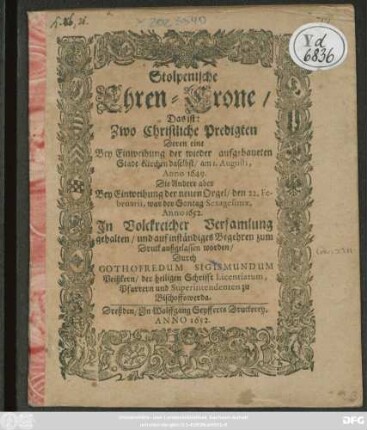 Yd
6836
Stolpenische
Ehren-Crone/
Das ist:
Zwo Christliche Predigten
Deren eine
Bey Einweihung der wieder aufgebaueten
Stadt Kirchen daselbst/ am 1. Augusti,
Anno 1649.
Die Andere aber
Bey Einweihung der neuen Orgel/ den 22. Fe-
bruarii, war der Sontag Sexagesimæ,
Anno 1652.
In Volckreicher Versamlung
gehalten/ und auf inständiges Begehren zum
Druck außgelassen worden/
Durch
GOTHOFREDUM SIGISMUNDUM
Peißkern/ der heiligen Schrifft Licentiatum,
Pfarrern und Superintendenten zu
Bischoffswerda.
Dreßden/ In Wolffgang Seyfferts Druckerey.
ANNO 1652.
DFG